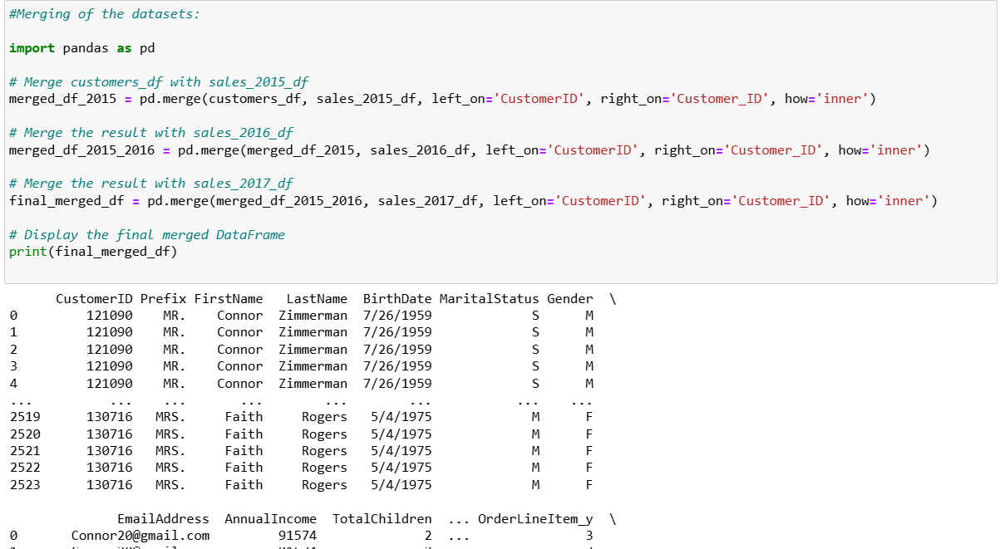 #Merging of the datasets:
import pandas as pd
# Merge customers_df with sales_2015_df
merged_df_2015 = pd.merge(customers_df, sales_2015_df, left_on='CustomerID', right_on='Customer_ID', how='inner')
# Merge the result with sales_2016_df
merged_df_2015_2016 = pd.merge(merged_df_2015, sales_2016_df, left_on='CustomerID', right_on='Customer_ID', how='inner')
# Merge the result with sales_2017_df
final_merged_df = pd.merge(merged_df_2015_2016, sales_2017_df, left_on='CustomerID', right_on='Customer_ID', how='inner')
# Display the final merged DataFrame
print(final_merged_df)
CustomerID Prefix FirstName LastName BirthDate MaritalStatus Gender \
0 121090 MR. Connor Zimmerman 7/26/1959 S M
1 121090 MR. Connor Zimmerman 7/26/1959 S M
2 121090 MR. Connor Zimmerman 7/26/1959 S M
3 121090 MR. Connor Zimmerman 7/26/1959 S M
4 121090 MR. Connor Zimmerman 7/26/1959 S M
... ... ... ... ... ... ... ...
2519 130716 MRS. Faith Rogers 5/4/1975 M F
2520 130716 MRS. Faith Rogers 5/4/1975 M F
2521 130716 MRS. Faith Rogers 5/4/1975 M F
2522 130716 MRS. Faith Rogers 5/4/1975 M F
2523 130716 MRS. Faith Rogers 5/4/1975 M F
EmailAddress AnnualIncome TotalChildren ... OrderLineItem_y \
0 Connor20@gmail.com 91574 2 ... 3